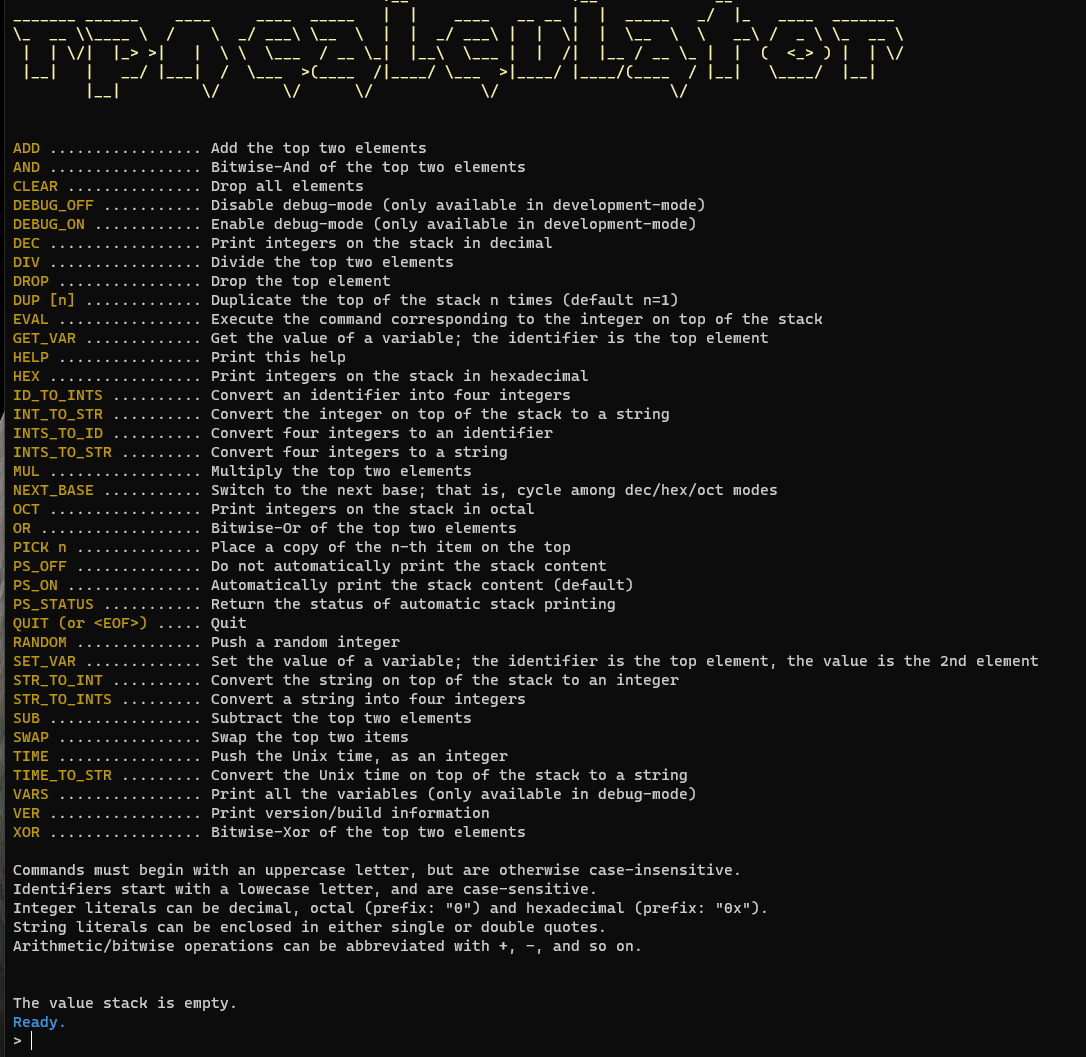 rpn-calculator
ADD ................. Add the top two elements
AND ................. Bitwise-And of the top two elements
CLEAR ............... Drop all elements
DEBUG_OFF ........... Disable debug-mode (only available in development-mode)
DEBUG_ON ............ Enable debug-mode (only available in development-mode)
DEC ................. Print integers on the stack in decimal
DIV ................. Divide the top two elements
DROP ................ Drop the top element
DUP [n] ............. Duplicate the top of the stack n times (default n=1)
EVAL ................ Execute the command corresponding to the integer on top of the stack
GET_VAR ............. Get the value of a variable; the identifier is the top element
HELP ................ Print this help
HEX ................. Print integers on the stack in hexadecimal
ID_TO_INTS .......... Convert an identifier into four integers
INT_TO_STR .......... Convert the integer on top of the stack to a string
INTS_TO_ID .......... Convert four integers to an identifier
INTS_TO_STR ......... Convert four integers to a string
MUL ................. Multiply the top two elements
NEXT_BASE ........... Switch to the next base; that is, cycle among dec/hex/oct modes
OCT ................. Print integers on the stack in octal
OR .................. Bitwise-Or of the top two elements
PICK n .............. Place a copy of the n-th item on the top
PS_OFF .............. Do not automatically print the stack content
PS_ON ............... Automatically print the stack content (default)
PS_STATUS ........... Return the status of automatic stack printing
QUIT (or <EOF>) ..... Quit
RANDOM .............. Push a random integer
SET_VAR ............. Set the value of a variable; the identifier is the top element, the value is the 2nd element
STR_TO_INT .......... Convert the string on top of the stack to an integer
STR_TO_INTS ......... Convert a string into four integers
SUB ................. Subtract the top two elements
SWAP ................ Swap the top two items
TIME ................ Push the Unix time, as an integer
TIME_TO_STR ......... Convert the Unix time on top of the stack to a string
VARS ................ Print all the variables (only available in debug-mode)
VER ................. Print version/build information
XOR ................. Bitwise-Xor of the top two elements
Commands must begin with an uppercase letter, but are otherwise case-insensitive.
Identifiers start with a lowecase letter, and are case-sensitive.
Integer literals can be decimal, octal (prefix: "0") and hexadecimal (prefix: "0x").
String literals can be enclosed in either single or double quotes.
Arithmetic/bitwise operations can be abbreviated with +, -, and so on.
The value stack is empty.
Ready.
>